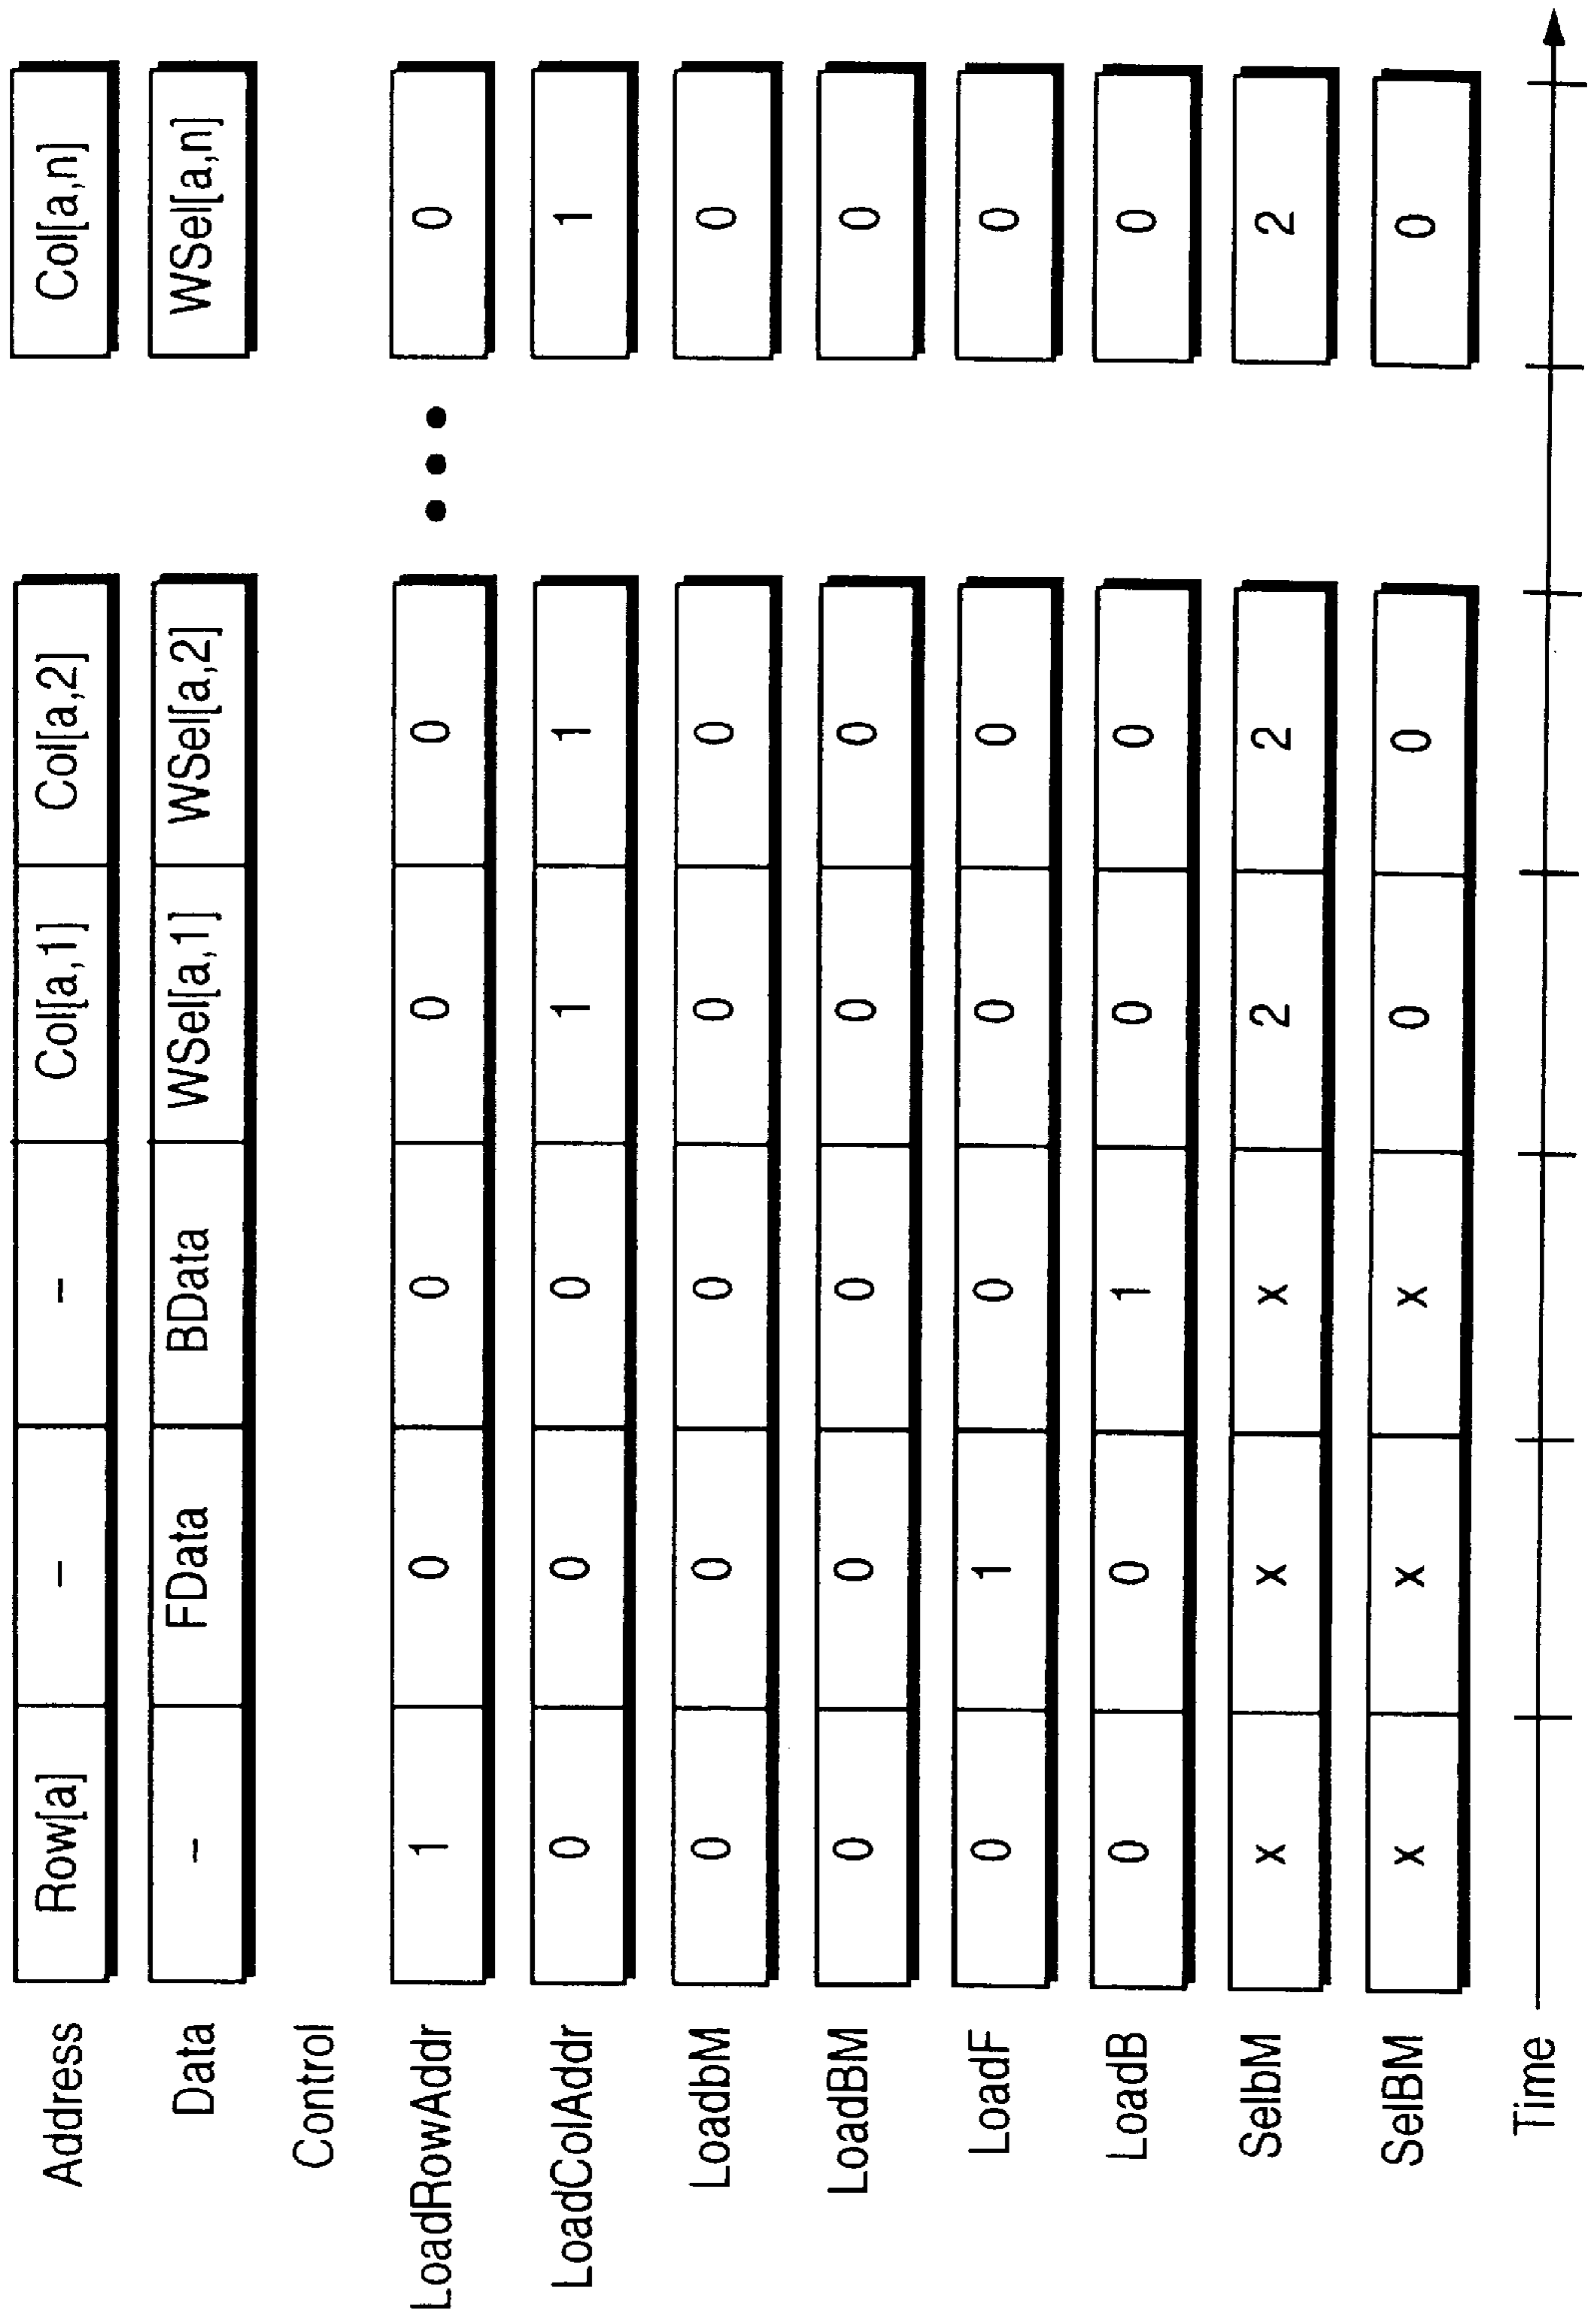 Address Row[a] – – Col[a,1] Col[a,2] Col[a,n]
Data – FData BData WSel[a,1] WSel[a,2] WSel[a,n]
Control
LoadRowAddr 1 0 0 0 0 ••• 0
LoadColAddr 0 0 0 1 1 1
LoadbM 0 0 0 0 0 0
LoadBM 0 0 0 0 0 0
LoadF 0 1 0 0 0 0
LoadB 0 0 1 0 0 0
SelbM x x x 2 2 2
SelBM x x x 0 0 0
Time